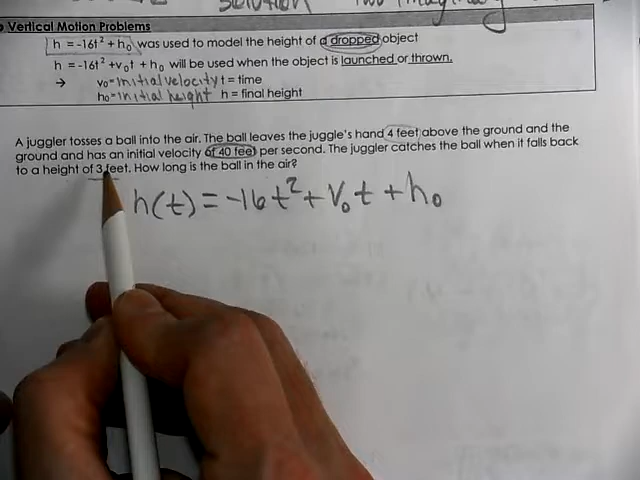 solution Two imaginary
Vertical Motion Problems
h = -16t² + h₀ was used to model the height of a dropped object
h = -16t² + v₀t + h₀ will be used when the object is launched or thrown.
→ v₀ = initial velocity t = time
h₀ = initial height h = final height
A juggler tosses a ball into the air. The ball leaves the juggle's hand 4 feet above the ground and the
ground and has an initial velocity of 40 feet per second. The juggler catches the ball when it falls back
to a height of 3 feet. How long is the ball in the air?
h(t) = -16t² + V₀t + h₀